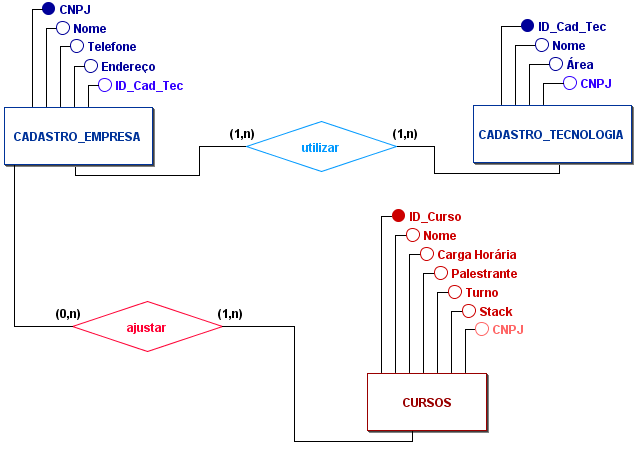 CNPJ
Nome
Telefone
Endereço
ID_Cad_Tec
CADASTRO_EMPRESA
ID_Cad_Tec
Nome
Área
CNPJ
CADASTRO_TECNOLOGIA
(1,n)
utilizar
(1,n)
ID_Curso
Nome
Carga Horária
Palestrante
Turno
Stack
CNPJ
CURSOS
(0,n)
ajustar
(1,n)